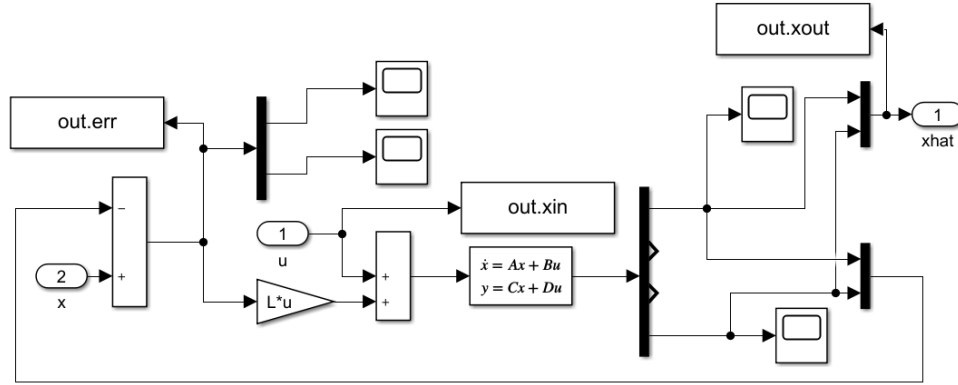 out.xout
out.err
1
xhat
out.xin
−
1
u
2
x
+
+
+
L*u
ẋ = Ax + Bu
y = Cx + Du